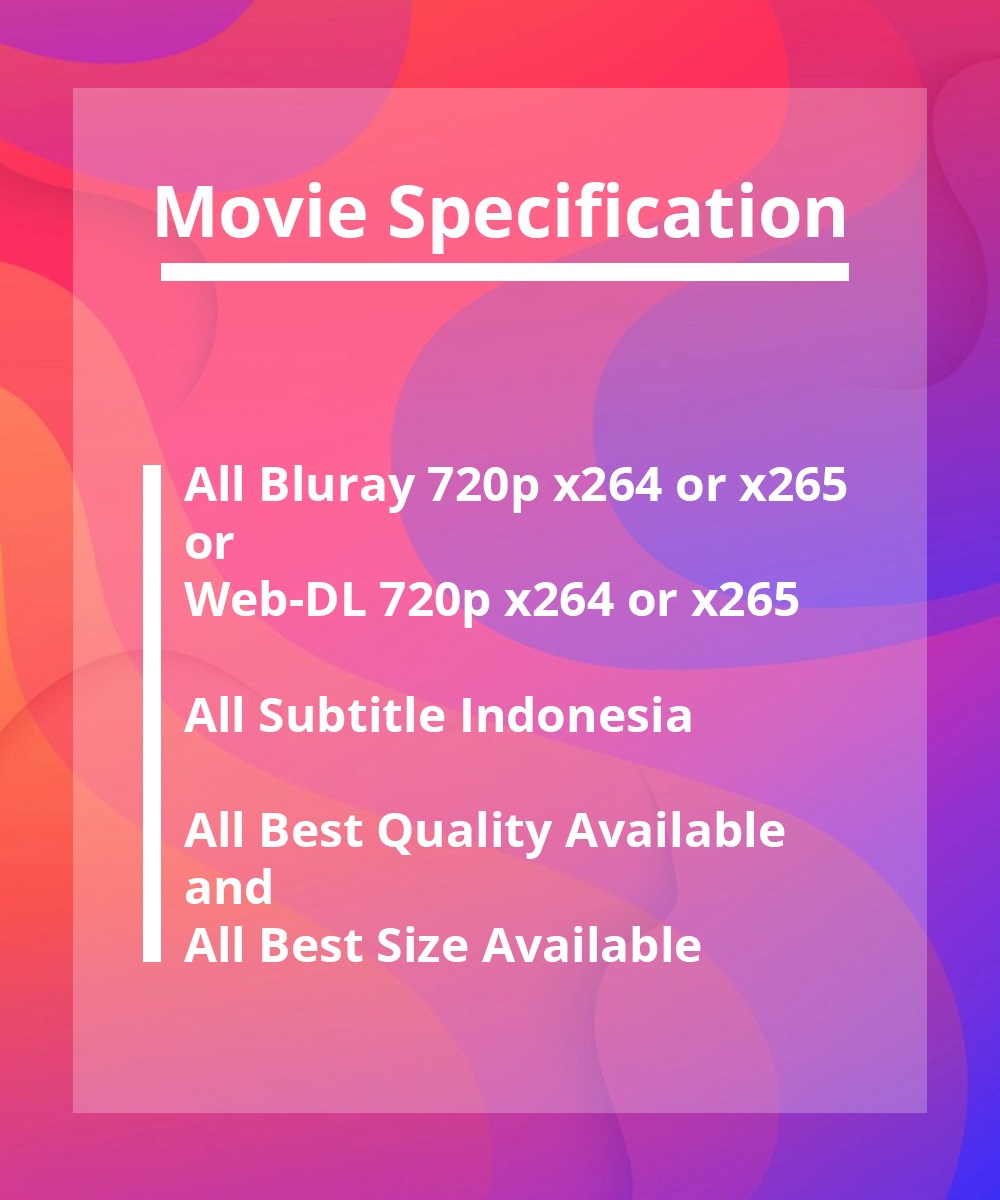 Movie Specification
All Bluray 720p x264 or x265
or
Web-DL 720p x264 or x265
All Subtitle Indonesia
All Best Quality Available
and
All Best Size Available